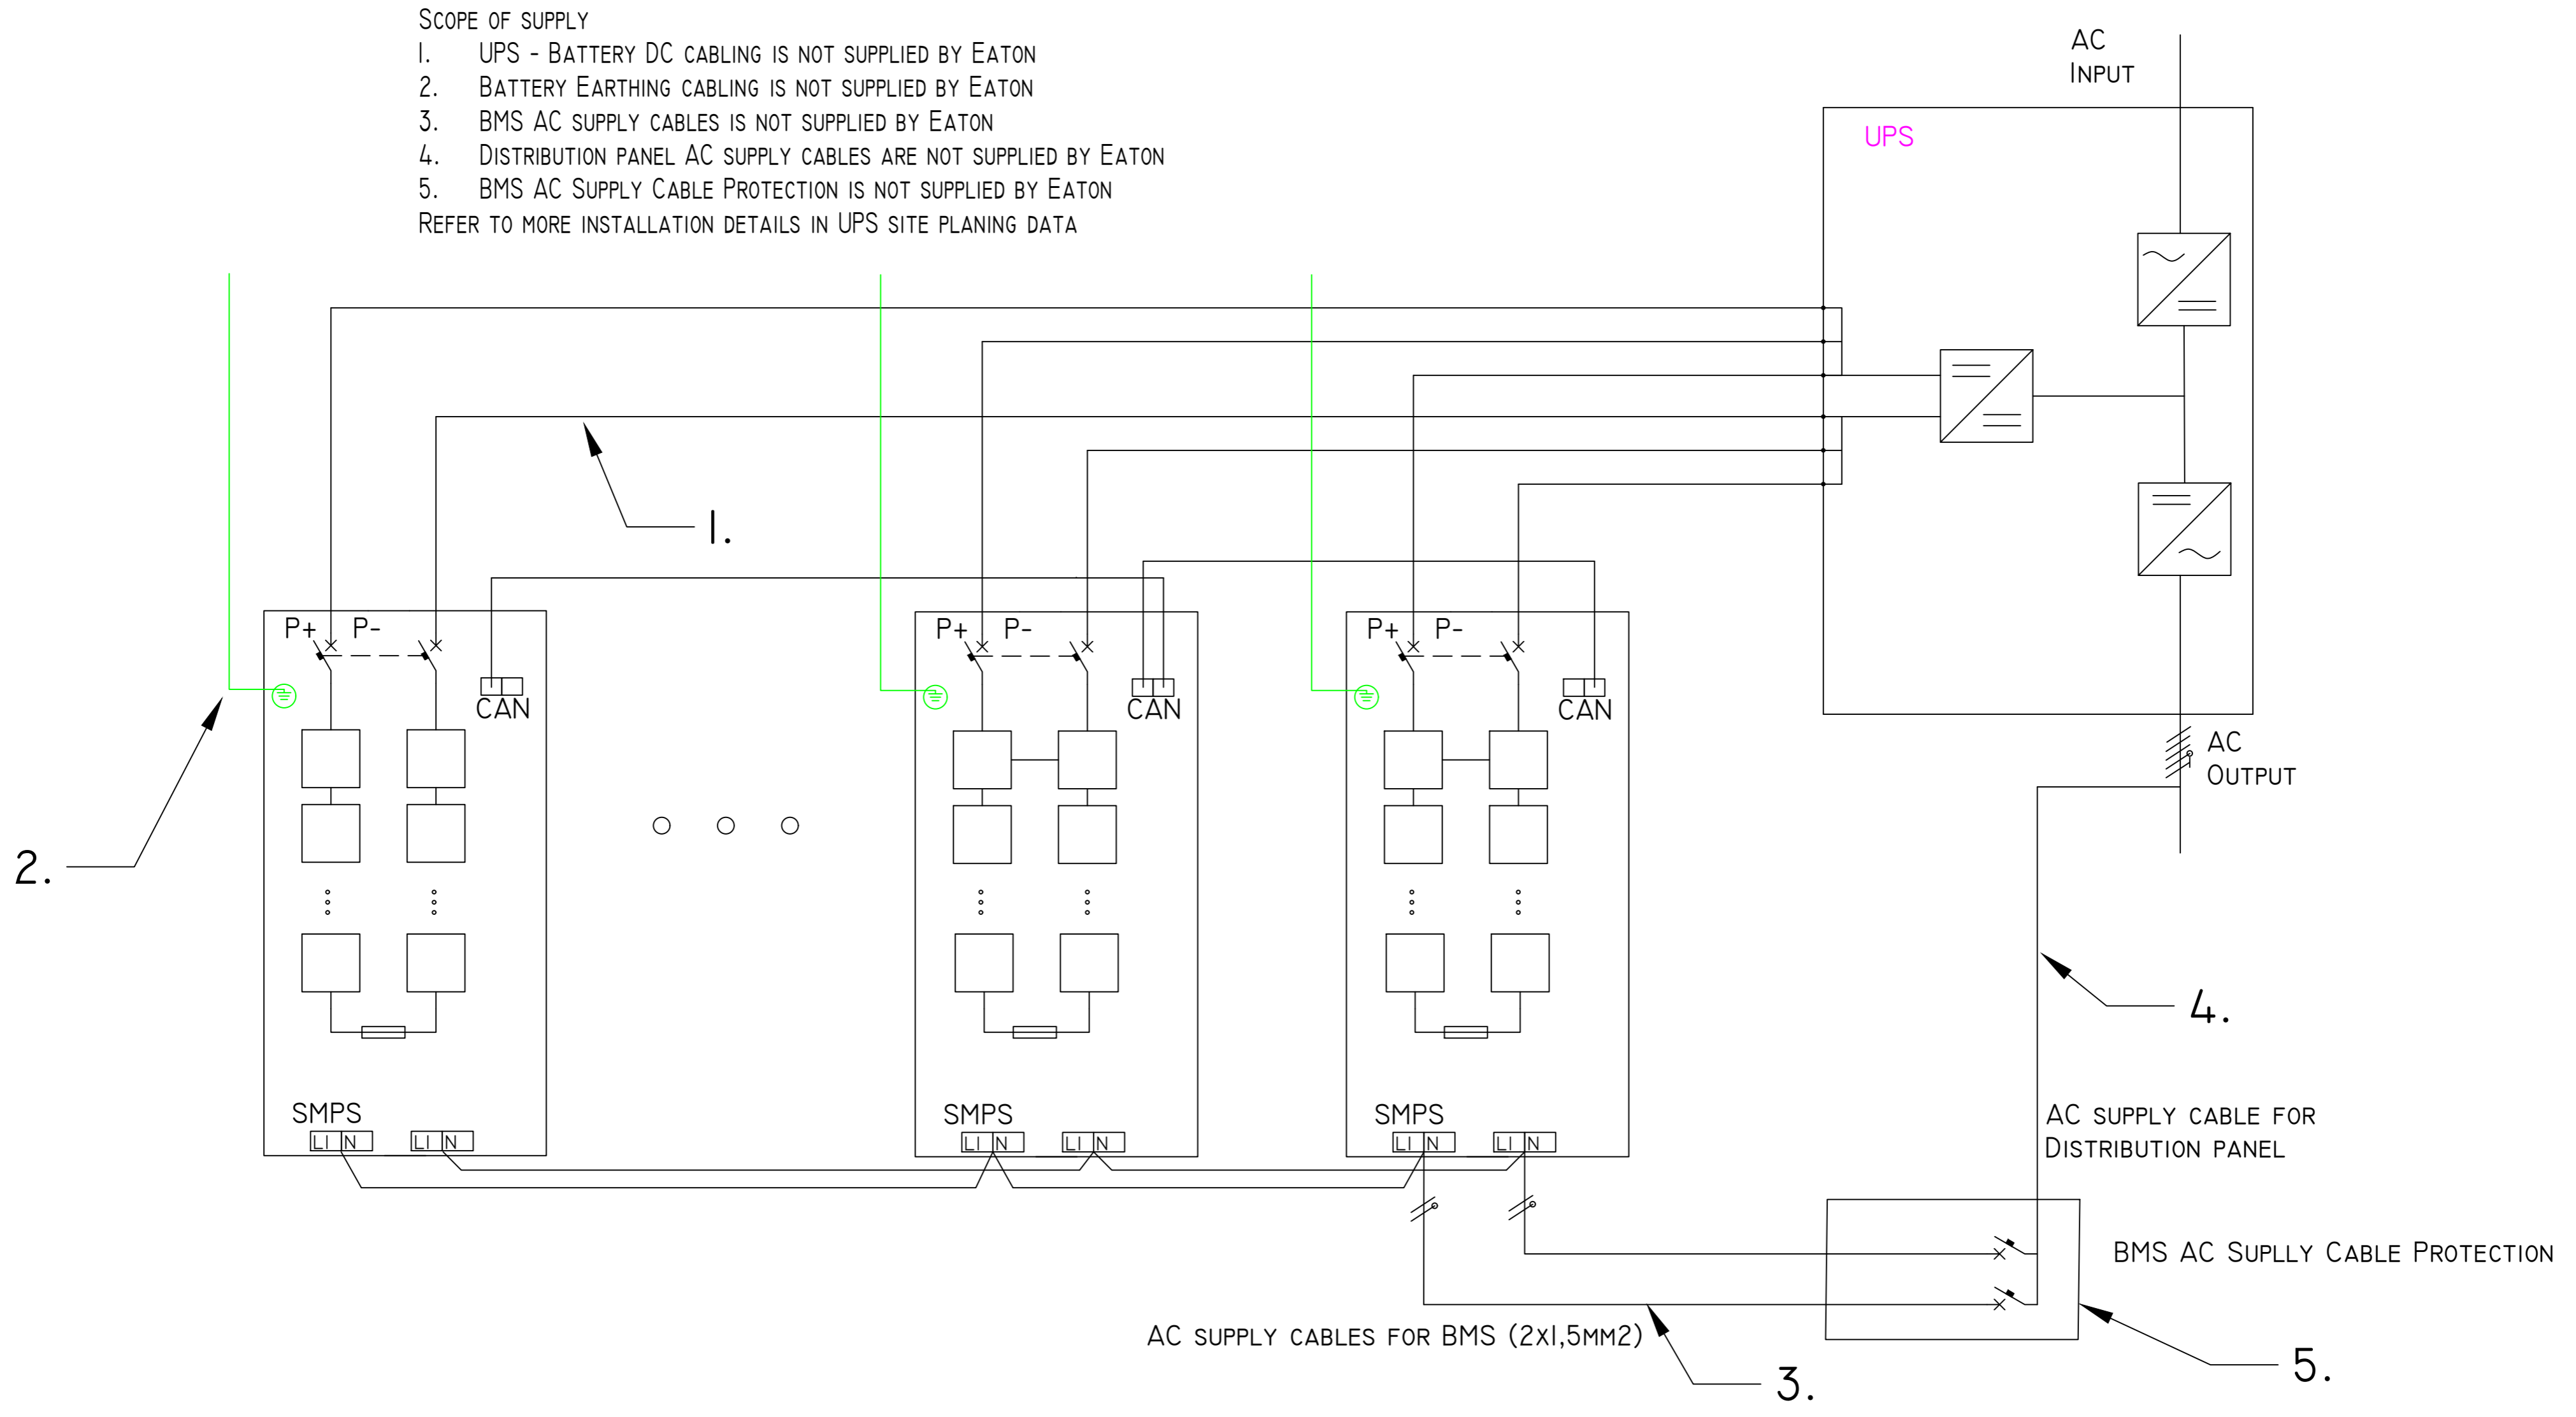 Scope of supply
1. UPS - Battery DC cabling is not supplied by Eaton
2. Battery Earthing cabling is not supplied by Eaton
3. BMS AC supply cables is not supplied by Eaton
4. Distribution panel AC supply cables are not supplied by Eaton
5. BMS AC Supply Cable Protection is not supplied by Eaton
Refer to more installation details in UPS site planing data
AC
Input
UPS
1.
P+ P-
CAN
P+ P-
CAN
P+ P-
CAN
AC
Output
2.
4.
SMPS
L1 N L1 N
SMPS
L1 N L1 N
SMPS
L1 N L1 N
AC supply cable for
Distribution panel
BMS AC Suplly Cable Protection
AC supply cables for BMS (2x1,5mm2)
3.
5.